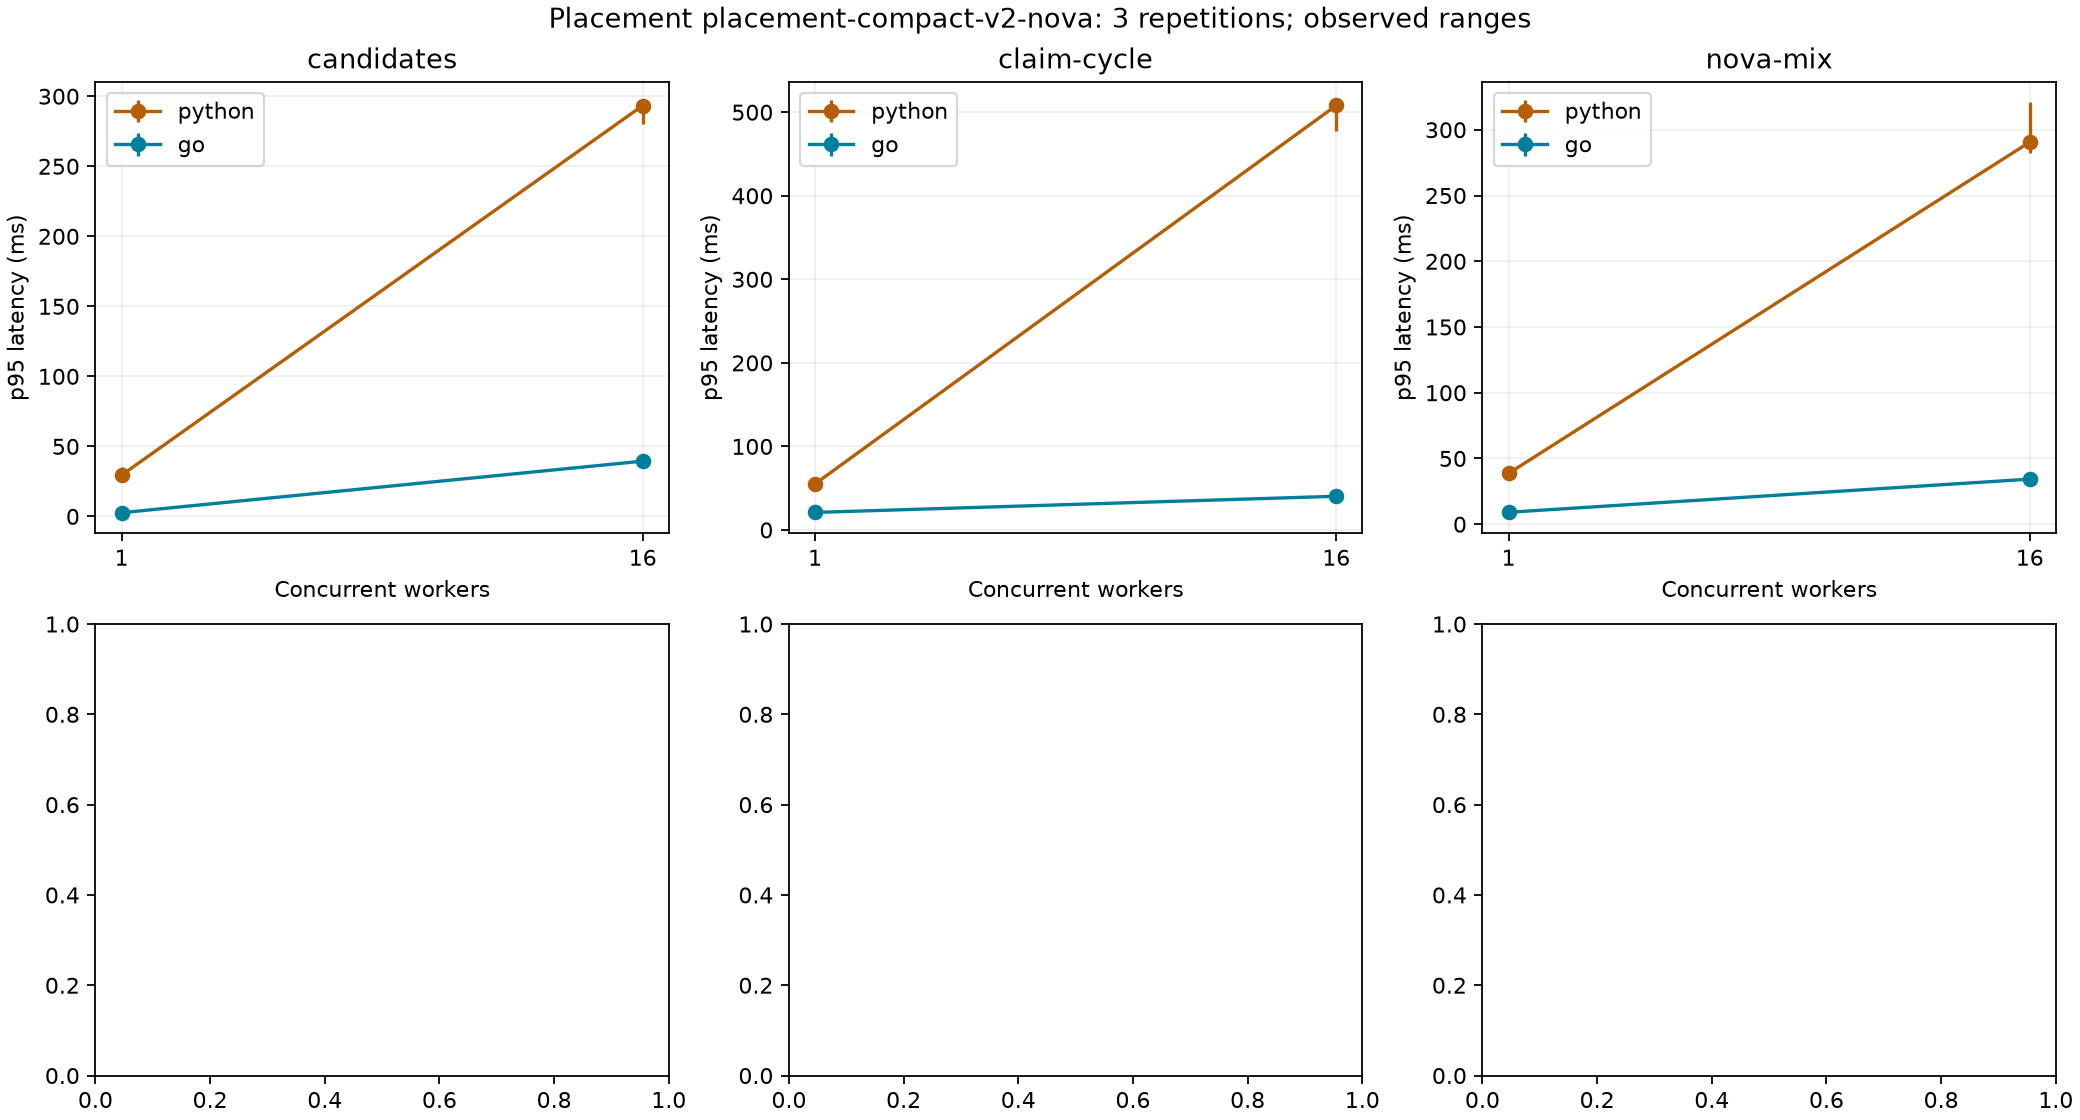 Placement placement-compact-v2-nova: 3 repetitions; observed ranges
candidates
p95 latency (ms)
300
250
200
150
100
50
0
python
go
1
16
Concurrent workers
claim-cycle
p95 latency (ms)
500
400
300
200
100
0
python
go
1
16
Concurrent workers
nova-mix
p95 latency (ms)
300
250
200
150
100
50
0
python
go
1
16
Concurrent workers
1.0
0.8
0.6
0.4
0.2
0.0
0.0 0.2 0.4 0.6 0.8 1.0
1.0
0.8
0.6
0.4
0.2
0.0
0.0 0.2 0.4 0.6 0.8 1.0
1.0
0.8
0.6
0.4
0.2
0.0
0.0 0.2 0.4 0.6 0.8 1.0